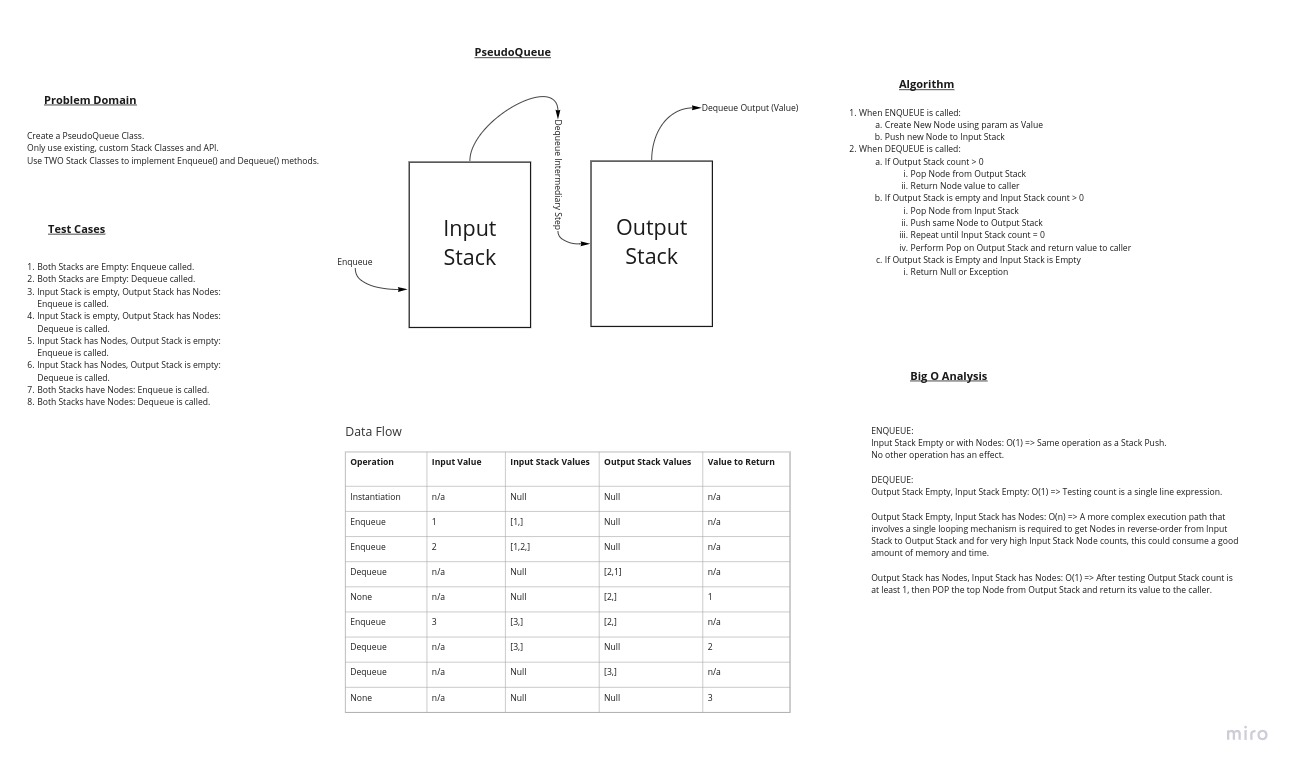 PseudoQueue
Problem Domain
Create a PseudoQueue Class.
Only use existing, custom Stack Classes and API.
Use TWO Stack Classes to implement Enqueue() and Dequeue() methods.
Test Cases
1. Both Stacks are Empty: Enqueue called.
2. Both Stacks are Empty: Dequeue called.
3. Input Stack is empty, Output Stack has Nodes:
Enqueue is called.
4. Input Stack is empty, Output Stack has Nodes:
Dequeue is called.
5. Input Stack has Nodes, Output Stack is empty:
Enqueue is called.
6. Input Stack has Nodes, Output Stack is empty:
Dequeue is called.
7. Both Stacks have Nodes: Enqueue is called.
8. Both Stacks have Nodes: Dequeue is called.
Enqueue
Input
Stack
Dequeue Intermediary Step
Output
Stack
Dequeue Output (Value)
Data Flow
Operation Input Value Input Stack Values Output Stack Values Value to Return
Instantiation n/a Null Null n/a
Enqueue 1 [1,] Null n/a
Enqueue 2 [1,2,] Null n/a
Dequeue n/a Null [2,1] n/a
None n/a Null [2,] 1
Enqueue 3 [3,] [2,] n/a
Dequeue n/a [3,] Null 2
Dequeue n/a Null [3,] n/a
None n/a Null Null 3
Algorithm
1. When ENQUEUE is called:
a. Create New Node using param as Value
b. Push new Node to Input Stack
2. When DEQUEUE is called:
a. If Output Stack count > 0
i. Pop Node from Output Stack
ii. Return Node value to caller
b. If Output Stack is empty and Input Stack count > 0
i. Pop Node from Input Stack
ii. Push same Node to Output Stack
iii. Repeat until Input Stack count = 0
iv. Perform Pop on Output Stack and return value to caller
c. If Output Stack is Empty and Input Stack is Empty
i. Return Null or Exception
Big O Analysis
ENQUEUE:
Input Stack Empty or with Nodes: O(1) => Same operation as a Stack Push.
No other operation has an effect.
DEQUEUE:
Output Stack Empty, Input Stack Empty: O(1) => Testing count is a single line expression.
Output Stack Empty, Input Stack has Nodes: O(n) => A more complex execution path that
involves a single looping mechanism is required to get Nodes in reverse-order from Input
Stack to Output Stack and for very high Input Stack Node counts, this could consume a good
amount of memory and time.
Output Stack has Nodes, Input Stack has Nodes: O(1) => After testing Output Stack count is
at least 1, then POP the top Node from Output Stack and return its value to the caller.
miro